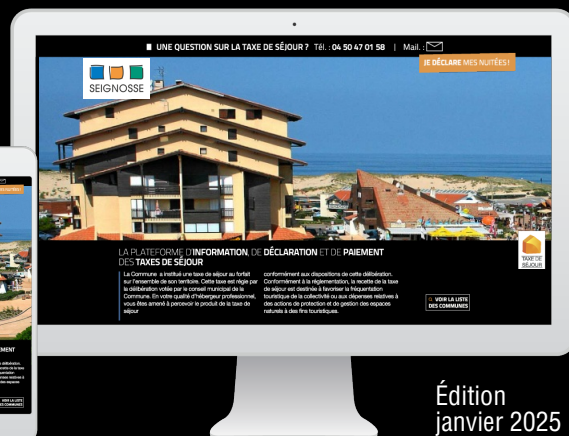 UNE QUESTION SUR LA TAXE DE SÉJOUR ? Tél. : 04 50 47 01 58 | Mail. :
JE DÉCLARE MES NUITÉES !
SEIGNOSSE
LA PLATEFORME D'INFORMATION, DE DÉCLARATION ET DE PAIEMENT
DES TAXES DE SÉJOUR
La Commune a institué une taxe de séjour au forfait
sur l'ensemble de son territoire. Cette taxe est régie par
la délibération votée par le conseil municipal de la
Commune. En votre qualité d'hébergeur professionnel,
vous êtes amené à percevoir le produit de la taxe de
séjour
conformément aux dispositions de cette délibération.
Conformément à la réglementation, la recette de la taxe
de séjour est destinée à favoriser la fréquentation
touristique de la collectivité ou aux dépenses relatives à
des actions de protection et de gestion des espaces
naturels à des fins touristiques.
TAXE DE
SÉJOUR
VOIR LA LISTE
DES COMMUNES
VOIR LA LISTE
DES COMMUNES
Édition
janvier 2025